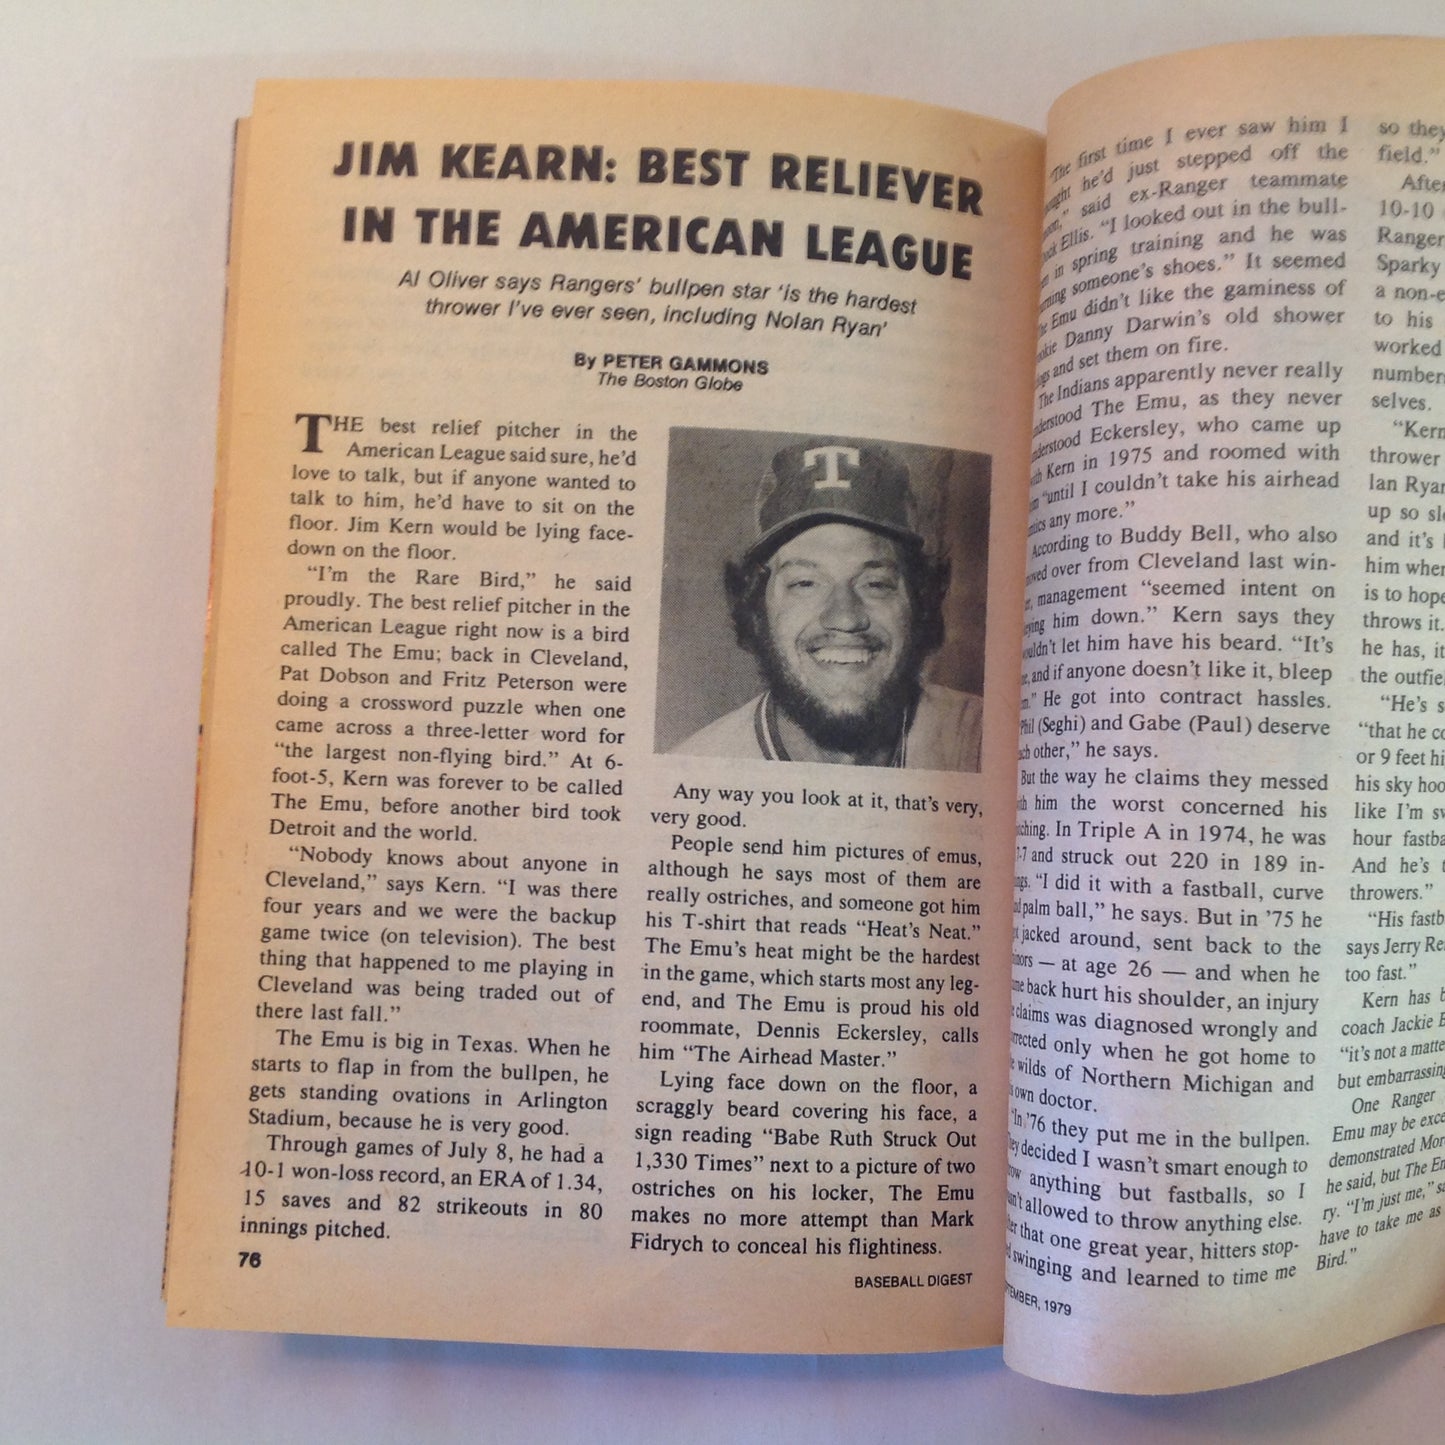 JIM KEARN: BEST RELIEVER
IN THE AMERICAN LEAGUE
Al Oliver says Rangers' bullpen star 'is the hardest
thrower I've ever seen, including Nolan Ryan'
By PETER GAMMONS
The Boston Globe
THE best relief pitcher in the
American League said sure, he'd
love to talk, but if anyone wanted to
talk to him, he'd have to sit on the
floor. Jim Kern would be lying face-
down on the floor.
"I'm the Rare Bird," he said
proudly. The best relief pitcher in the
American League right now is a bird
called The Emu; back in Cleveland,
Pat Dobson and Fritz Peterson were
doing a crossword puzzle when one
came across a three-letter word for
"the largest non-flying bird." At 6-
foot-5, Kern was forever to be called
The Emu, before another bird took
Detroit and the world.
"Nobody knows about anyone in
Cleveland," says Kern. "I was there
four years and we were the backup
game twice (on television). The best
thing that happened to me playing in
Cleveland was being traded out of
there last fall."
The Emu is big in Texas. When he
starts to flap in from the bullpen, he
gets standing ovations in Arlington
Stadium, because he is very good.
Through games of July 8, he had a
10-1 won-loss record, an ERA of 1.34,
15 saves and 82 strikeouts in 80
innings pitched.
76
T
Any way you look at it, that's very,
very good.
People send him pictures of emus,
although he says most of them are
really ostriches, and someone got him
his T-shirt that reads "Heat's Neat."
The Emu's heat might be the hardest
in the game, which starts most any leg-
end, and The Emu is proud his old
roommate, Dennis Eckersley, calls
him "The Airhead Master."
Lying face down on the floor, a
scraggly beard covering his face, a
sign reading "Babe Ruth Struck Out
1,330 Times" next to a picture of two
ostriches on his locker, The Emu
makes no more attempt than Mark
Fidrych to conceal his flightiness.
BASEBALL DIGEST
"The first time I ever saw him I
he'd just stepped off the
said ex-Ranger teammate
Ellis. "I looked out in the bull-
in spring training and he was
someone's shoes." It seemed
Emu didn't like the gaminess of
Danny Darwin's old shower
and set them on fire.
The Indians apparently never really
The Emu, as they never
Eckersley, who came up
Kern in 1975 and roomed with
"until I couldn't take his airhead
any more."
According to Buddy Bell, who also
over from Cleveland last win-
management "seemed intent on
him down." Kern says they
let him have his beard. "It's
and if anyone doesn't like it, bleep
He got into contract hassles.
(Seghi) and Gabe (Paul) deserve
other," he says.
But the way he claims they messed
him the worst concerned his
In Triple A in 1974, he was
and struck out 220 in 189 in-
"I did it with a fastball, curve
palm ball," he says. But in '75 he
jacked around, sent back to the
— at age 26 — and when he
back hurt his shoulder, an injury
claims was diagnosed wrongly and
only when he got home to
wilds of Northern Michigan and
own doctor.
"In '76 they put me in the bullpen.
decided I wasn't smart enough to
anything but fastballs, so I
allowed to throw anything else.
that one great year, hitters stop-
swinging and learned to time me
1979
so they
field."
After
10-10
Ranger
Sparky
to his
worked
selves.
"Kern
thrower
up so
and it's
him when
is to hope
throws it.
he has,
the outfie
"He's
"that he
or 9 feet
his sky
like I'm
hour
And he's
throwers."
"His
says Jerry
too fast."
Kern has
coach Jackie
"it's not a
but embarrassing
One Ranger
Emu may be
demonstrated
he said, but The
ry. "I'm just me,"
have to take me as
Bird."